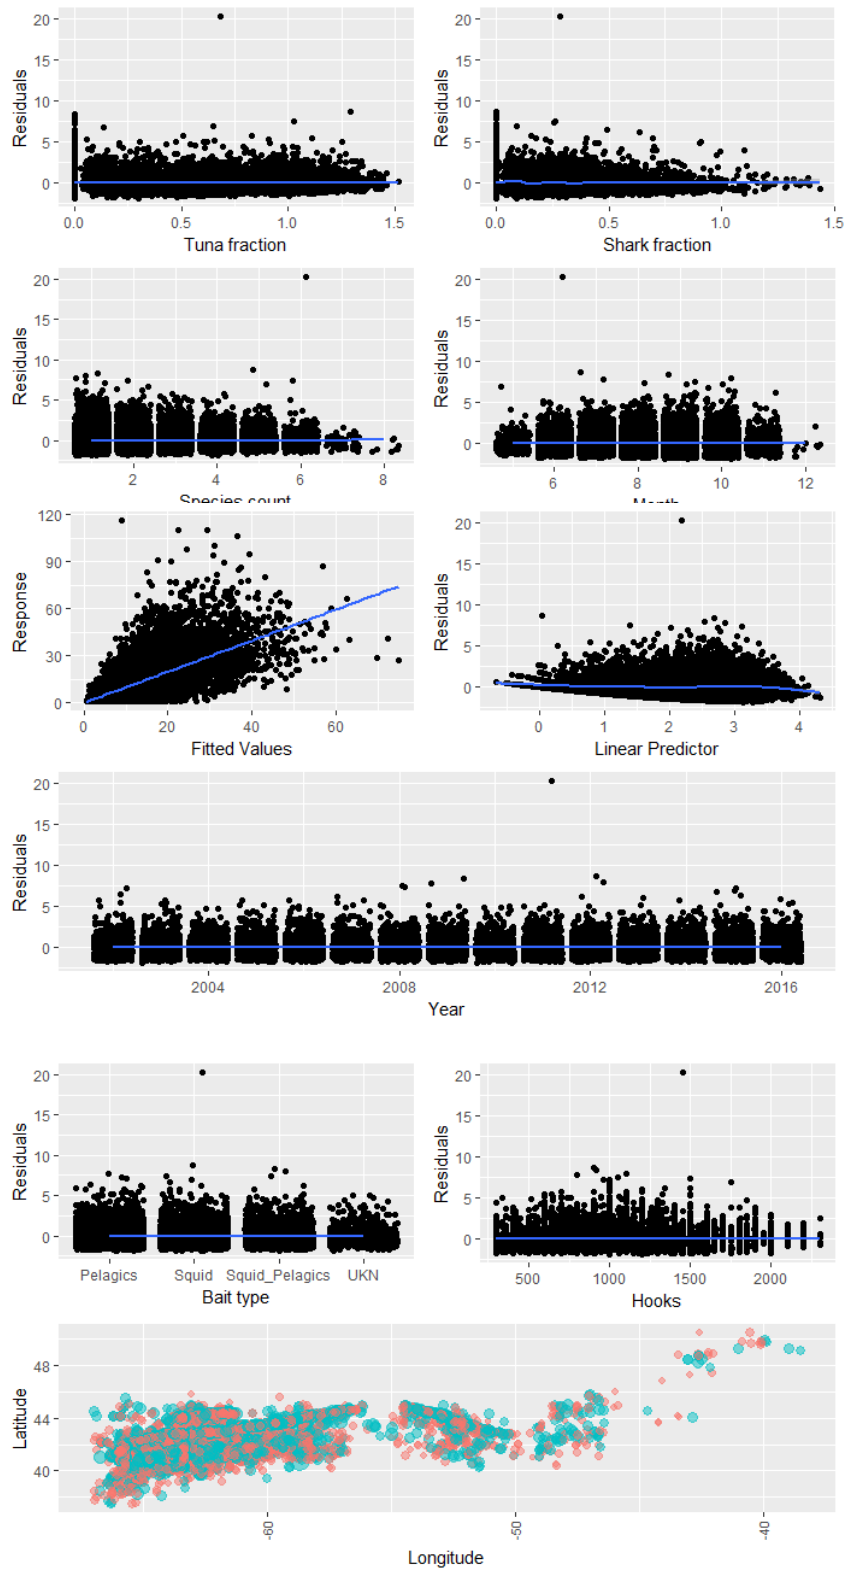 20
15
10
5
0
Residuals
0.0 0.5 1.0 1.5
Tuna fraction
20
15
10
5
0
Residuals
0.0 0.5 1.0 1.5
Shark fraction
20
15
10
5
0
Residuals
2 4 6 8
Species count
20
15
10
5
0
Residuals
6 8 10 12
Month
120
90
60
30
0
Response
0 20 40 60
Fitted Values
20
15
10
5
0
Residuals
0 1 2 3 4
Linear Predictor
20
15
10
5
0
Residuals
2004 2008 2012 2016
Year
20
15
10
5
0
Residuals
Pelagics Squid Squid_Pelagics UKN
Bait type
20
15
10
5
0
Residuals
500 1000 1500 2000
Hooks
48
44
40
Latitude
-60 -50 -40
Longitude